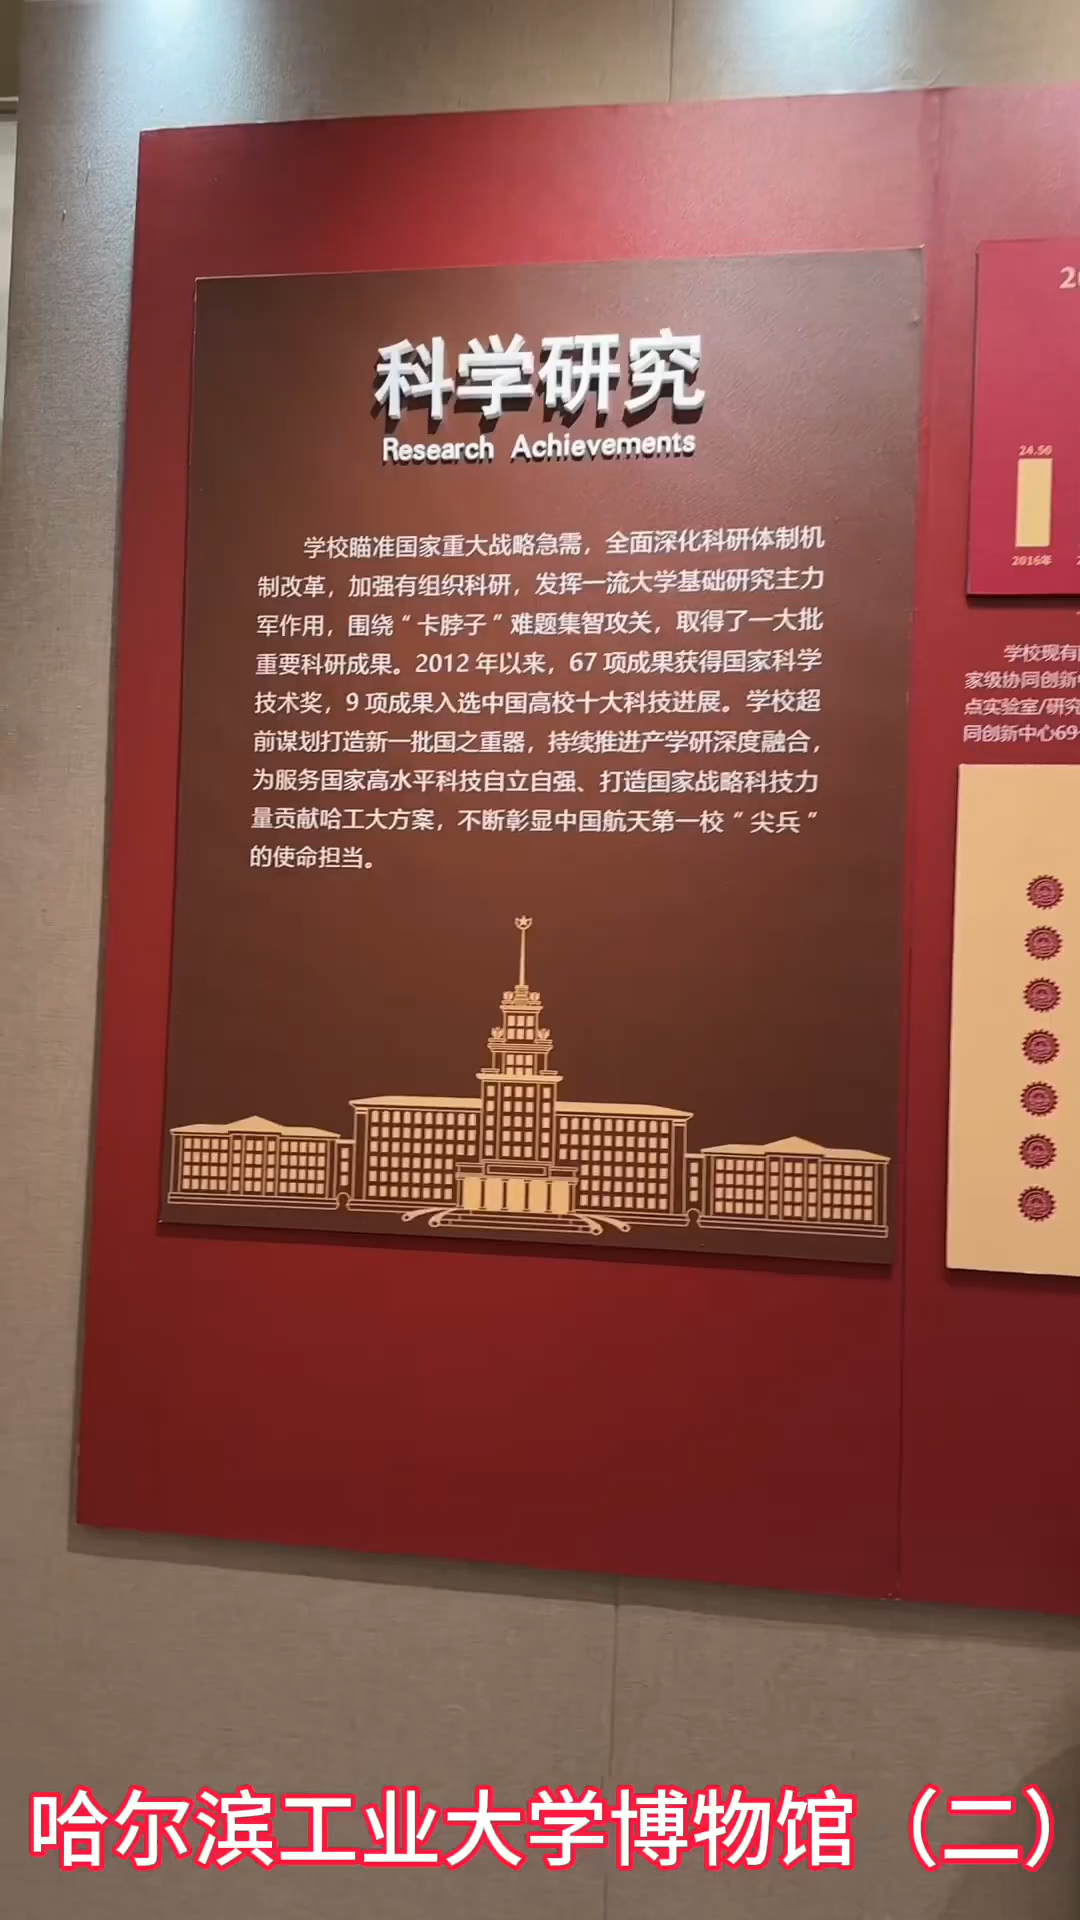 科学研究
Research Achievements
学校瞄准国家重大战略急需，全面深化科研体制机
制改革，加强有组织科研，发挥一流大学基础研究主力
军作用，围绕“卡脖子”难题集智攻关，取得了一大批
重要科研成果。2012 年以来，67 项成果获得国家科学
技术奖，9 项成果入选中国高校十大科技进展。学校超
前谋划打造新一批国之重器，持续推进产学研深度融合，
为服务国家高水平科技自立自强、打造国家战略科技力
量贡献哈工大方案，不断彰显中国航天第一校“尖兵”
的使命担当。
24.50
2016年
学校现有
家级协同创新
点实验室/研究
同创新中心69
哈尔滨工业大学博物馆（二）